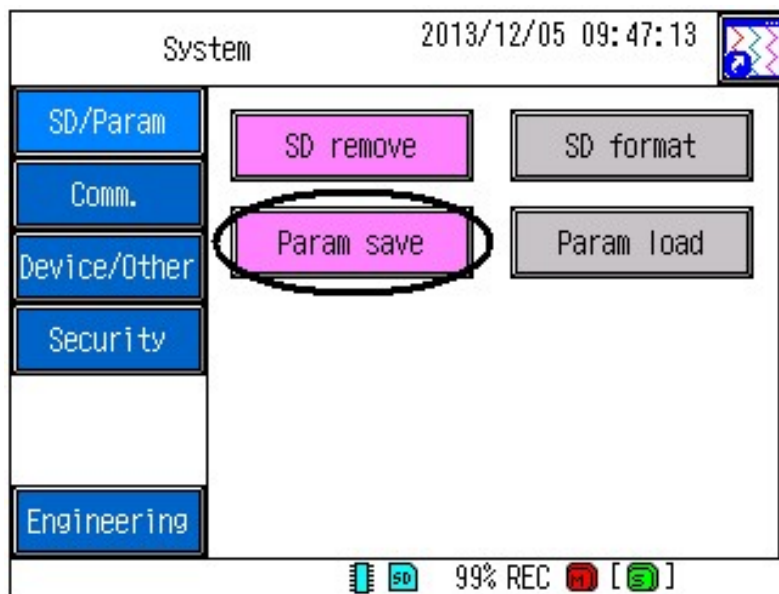 System 2013/12/05 09:47:13
SD/Param
SD remove SD format
Comm.
Param save Param load
Device/Other
Security
Engineering
SD 99% REC M [S]